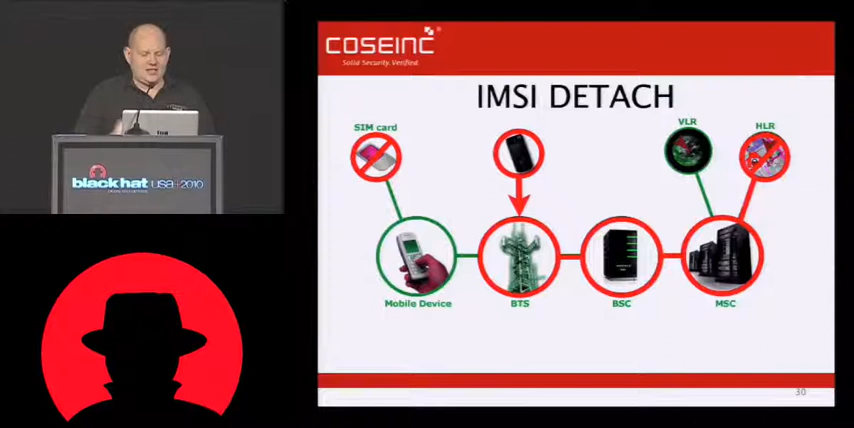 COSEINC
Solid Security. Verified.
IMSI DETACH
SIM card
VLR
HLR
Mobile Device
BTS
BSC
MSC
30
black hat usa + 2010